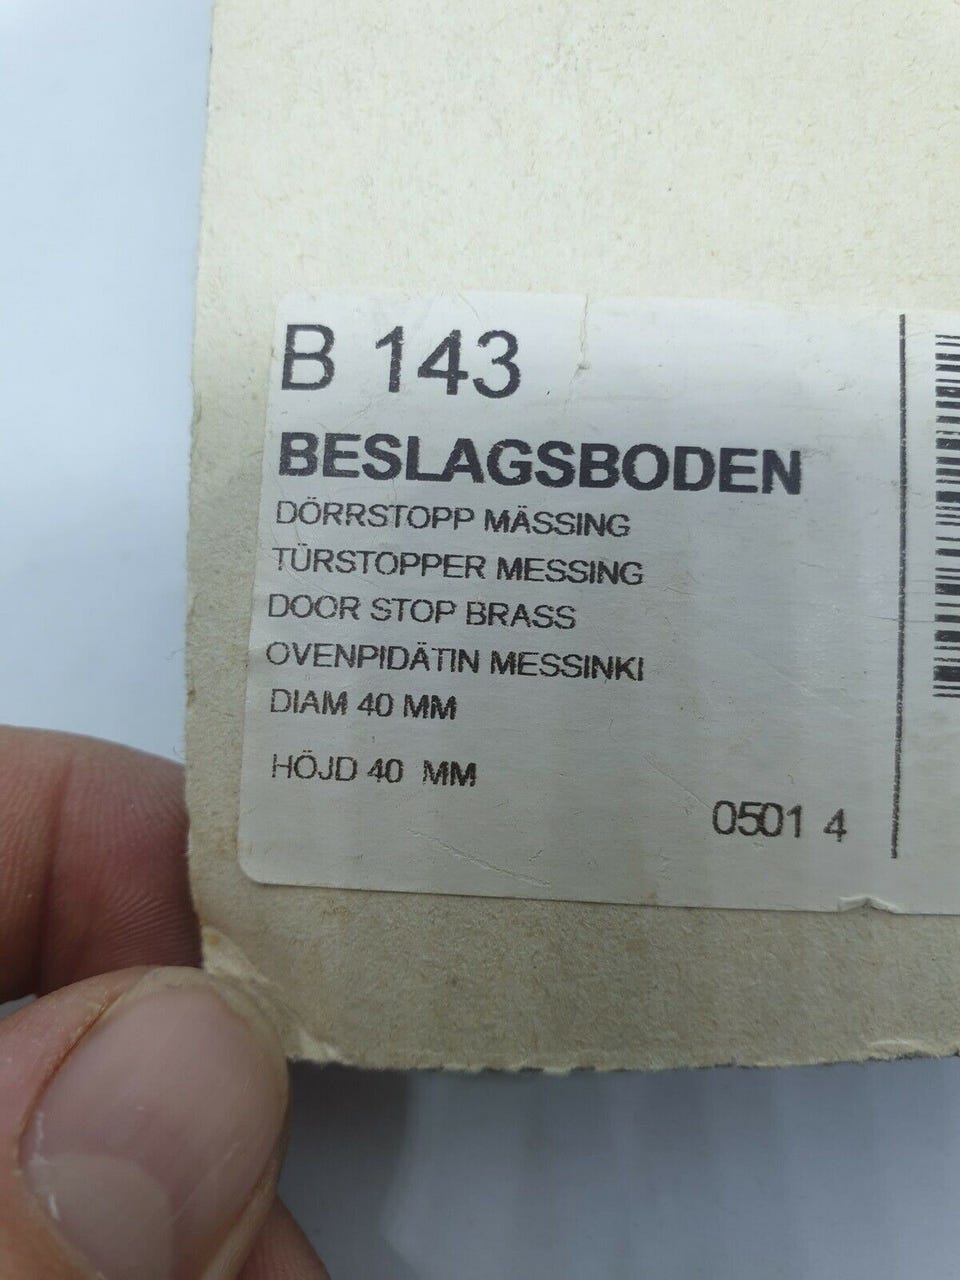 B 143
BESLAGSBODEN
DÖRRSTOPP MÄSSING
TÜRSTOPPER MESSING
DOOR STOP BRASS
OVENPIDÄTIN MESSINKI
DIAM 40 MM
HÖJD 40 MM
0501 4